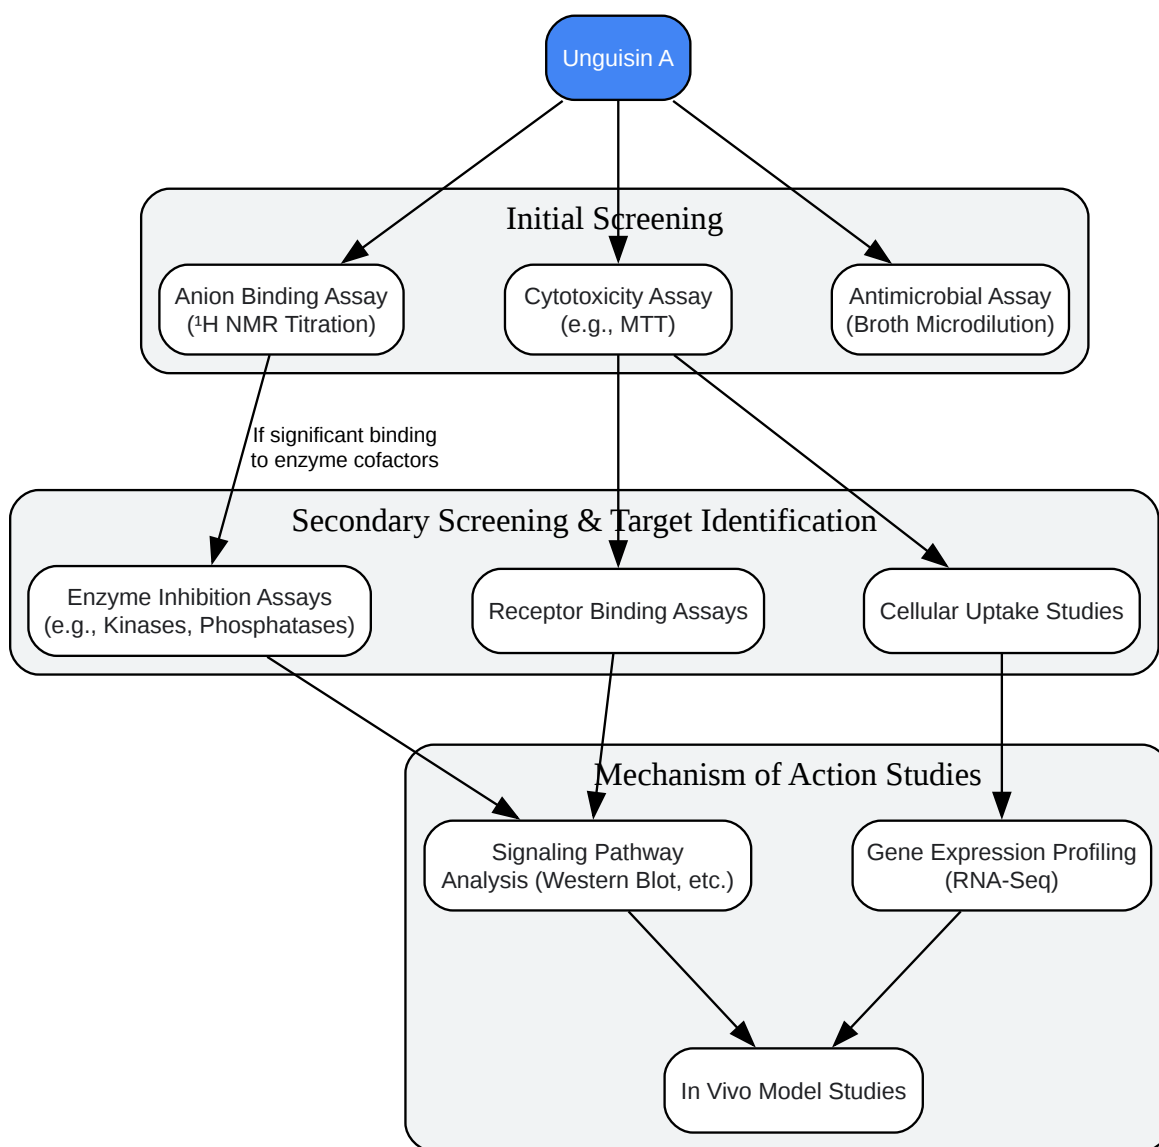 Unguisin A
Initial Screening
Anion Binding Assay
(¹H NMR Titration)
Cytotoxicity Assay
(e.g., MTT)
Antimicrobial Assay
(Broth Microdilution)
If significant binding
to enzyme cofactors
Secondary Screening & Target Identification
Enzyme Inhibition Assays
(e.g., Kinases, Phosphatases)
Receptor Binding Assays
Cellular Uptake Studies
Mechanism of Action Studies
Signaling Pathway
Analysis (Western Blot, etc.)
Gene Expression Profiling
(RNA-Seq)
In Vivo Model Studies